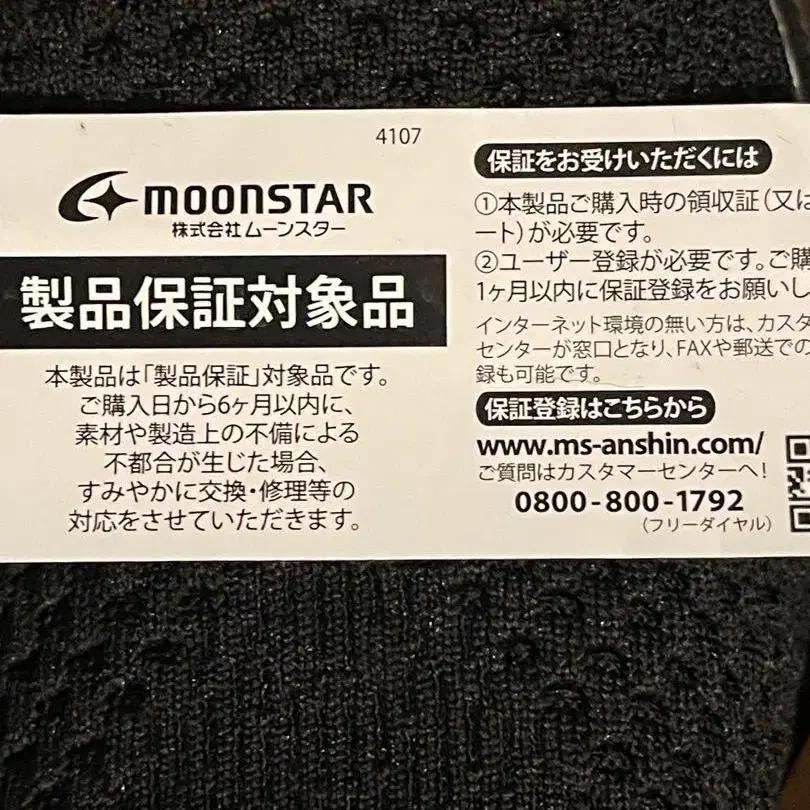 4107
MOONSTAR
株式会社ムーンスター
製品保証対象品
本製品は「製品保証」対象品です。
ご購入日から6ヶ月以内に、
素材や製造上の不備による
不都合が生じた場合、
すみやかに交換・修理等の
対応をさせていただきます。
保証をお受けいただくには
①本製品ご購入時の領収証(又は
ート)が必要です。
②ユーザー登録が必要です。ご購
1ヶ月以内に保証登録をお願いし
インターネット環境の無い方は、カスタ
センターが窓口となり、FAXや郵送での
録も可能です。
保証登録はこちらから
www.ms-anshin.com/
ご質問はカスタマーセンターへ!
0800-800-1792
(フリーダイヤル)